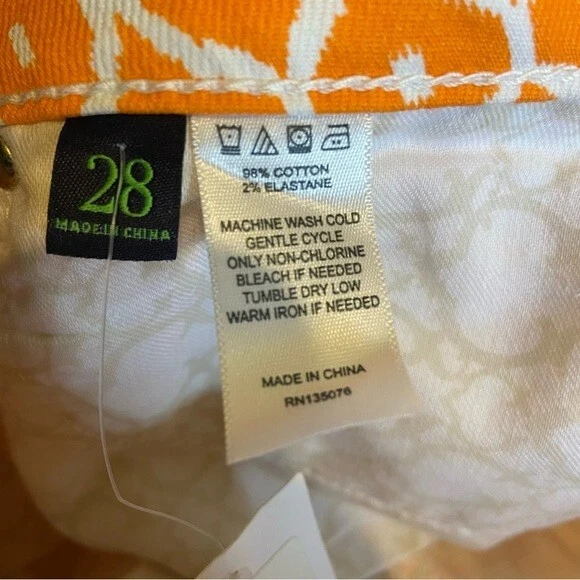 28
MADE IN CHINA
98% COTTON
2% ELASTANE
MACHINE WASH COLD
GENTLE CYCLE
ONLY NON-CHLORINE
BLEACH IF NEEDED
TUMBLE DRY LOW
WARM IRON IF NEEDED
MADE IN CHINA
RN135076